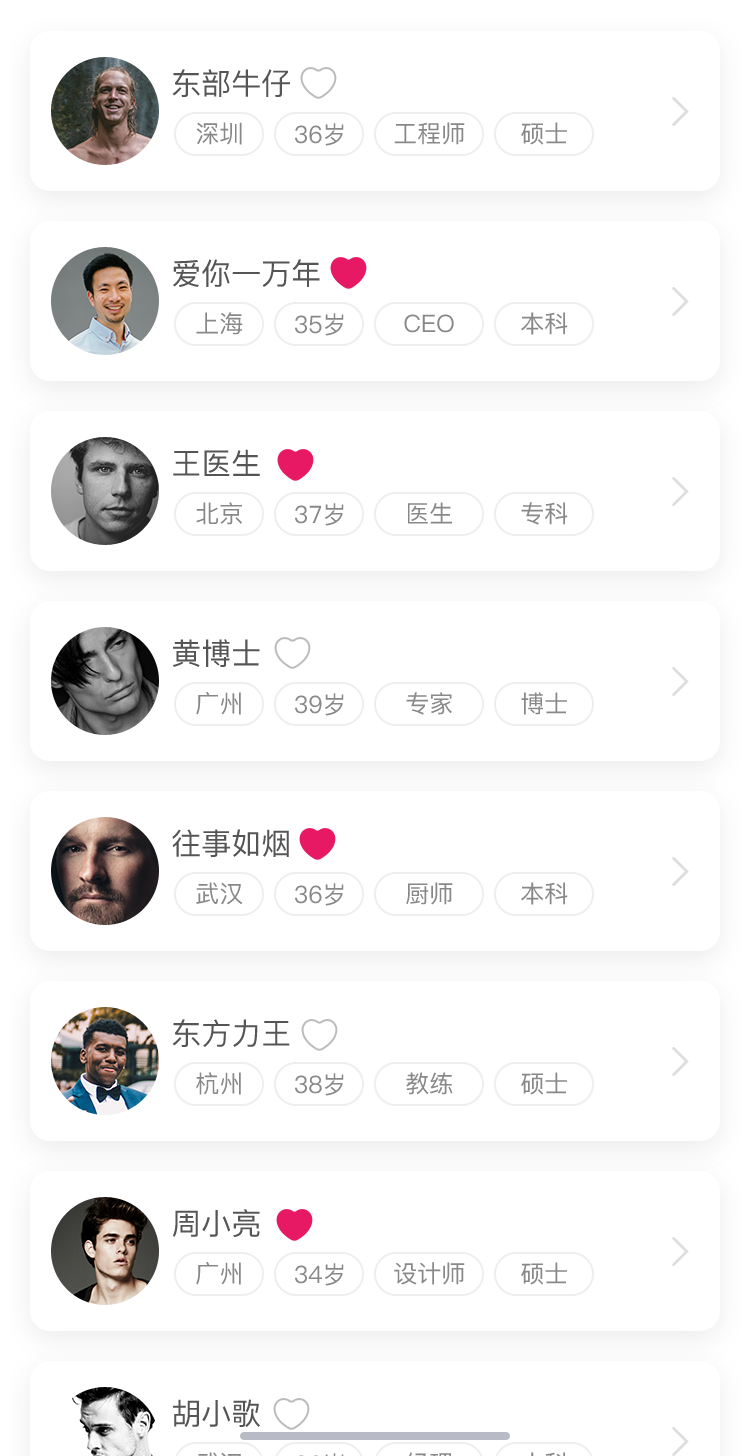 东部牛仔
深圳 36岁 工程师 硕士
爱你一万年
上海 35岁 CEO 本科
王医生
北京 37岁 医生 专科
黄博士
广州 39岁 专家 博士
往事如烟
武汉 36岁 厨师 本科
东方力王
杭州 38岁 教练 硕士
周小亮
广州 34岁 设计师 硕士
胡小歌